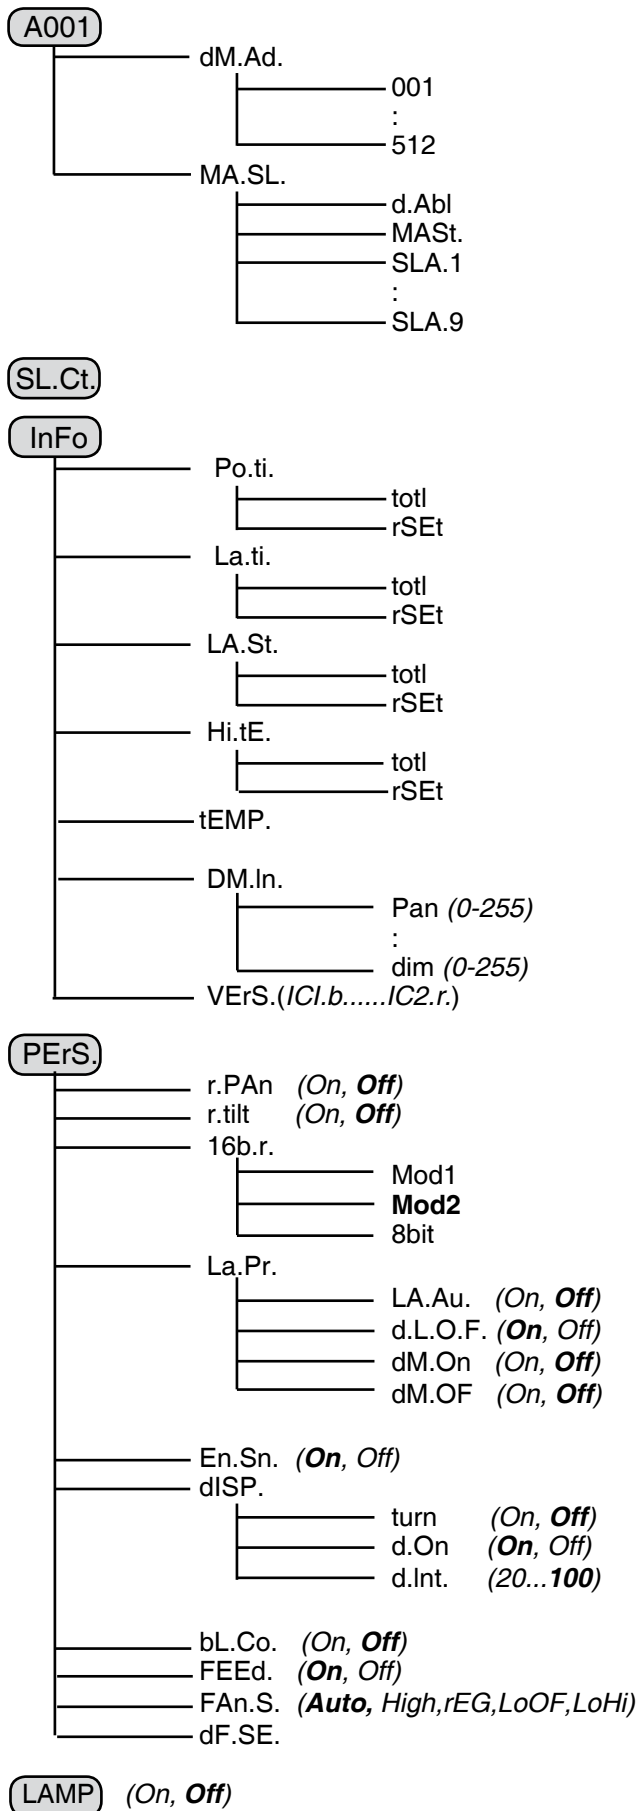 A001
dM.Ad.
001
:
512
MA.SL.
d.Abl
MASt.
SLA.1
:
SLA.9
SL.Ct.
InFo
Po.ti.
totl
rSEt
La.ti.
totl
rSEt
LA.St.
totl
rSEt
Hi.tE.
totl
rSEt
tEMP.
DM.In.
Pan (0-255)
:
dim (0-255)
VErS.(ICI.b......IC2.r.)
PErS.
r.PAn (On, Off)
r.tilt (On, Off)
16b.r.
Mod1
Mod2
8bit
La.Pr.
LA.Au. (On, Off)
d.L.O.F. (On, Off)
dM.On (On, Off)
dM.OF (On, Off)
En.Sn. (On, Off)
dISP.
turn (On, Off)
d.On (On, Off)
d.Int. (20...100)
bL.Co. (On, Off)
FEEd. (On, Off)
FAn.S. (Auto, High,rEG,LoOF,LoHi)
dF.SE.
LAMP (On, Off)